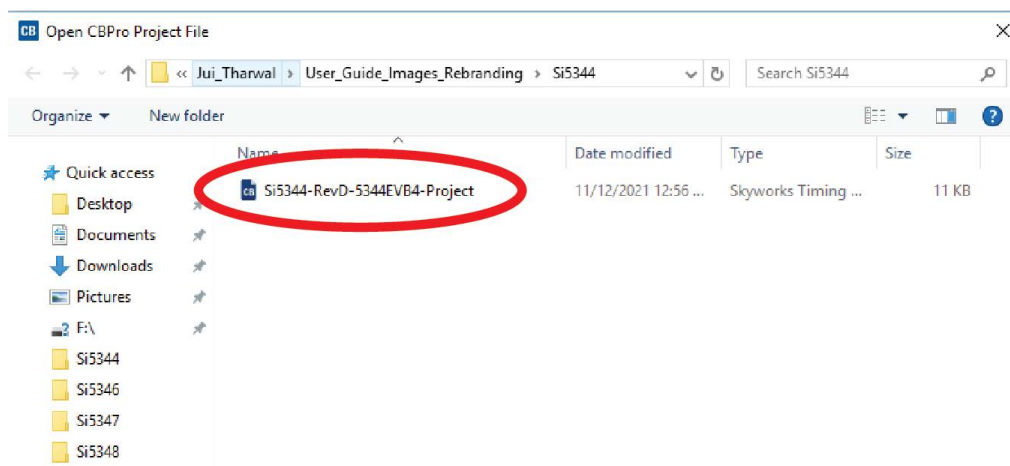 CB Open CBPro Project File
« Jui_Tharwal > User_Guide_Images_Rebranding > Si5344 Search Si5344
Organize New folder ?
Name Date modified Type Size
Quick access
CB Si5344-RevD-5344EVB4-Project 11/12/2021 12:56 ... Skyworks Timing ... 11 KB
Desktop
Documents
Downloads
Pictures
F:\
Si5344
Si5346
Si5347
Si5348